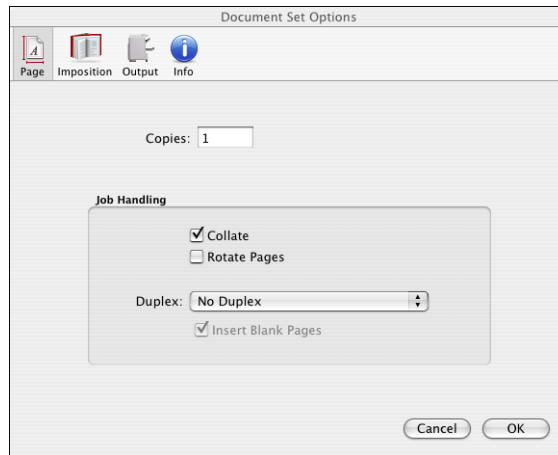 Document Set Options
A
Page Imposition Output Info
Copies: 1
Job Handling
Collate
Rotate Pages
Duplex: No Duplex
Insert Blank Pages
Cancel OK